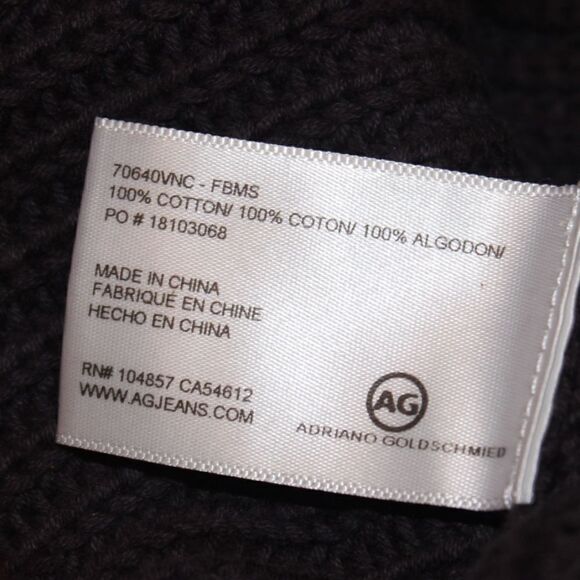 70640VNC - FBMS
100% COTTON/ 100% COTON/ 100% ALGODON/
PO # 18103068
MADE IN CHINA
FABRIQUÉ EN CHINE
HECHO EN CHINA
RN# 104857 CA54612
WWW.AGJEANS.COM
AG
ADRIANO GOLDSCHMIED